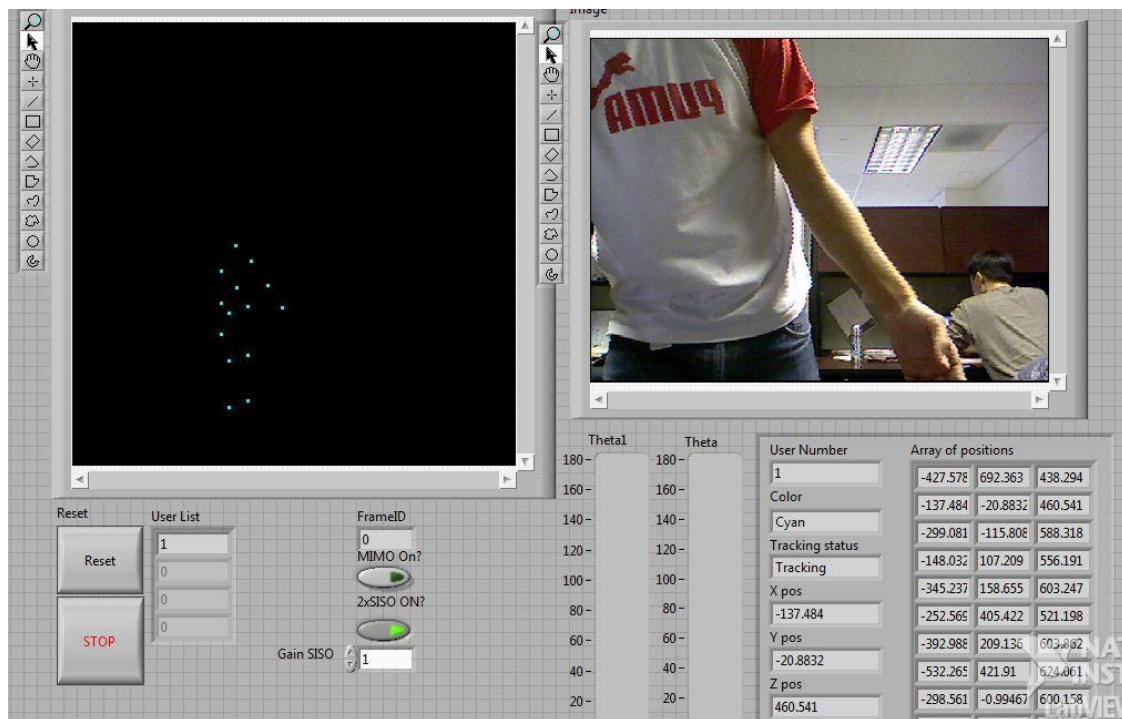 Image
PUMA
Theta1
Theta
180
160
140
120
100
80
60
40
20
180
160
140
120
100
80
60
40
20
Reset
Reset
STOP
User List
1
0
0
0
FrameID
0
MIMO On?
2xSISO ON?
Gain SISO
1
User Number
1
Color
Cyan
Tracking status
Tracking
X pos
-137.484
Y pos
-20.8832
Z pos
460.541
Array of positions
-427.578 692.363 438.294
-137.484 -20.8832 460.541
-299.081 -115.808 588.318
-148.032 107.209 556.191
-345.237 158.655 603.247
-252.569 405.422 521.198
-392.988 209.136 603.862
-532.265 421.91 624.061
-298.561 -0.99467 600.158
NAT
INST
LabVIEW